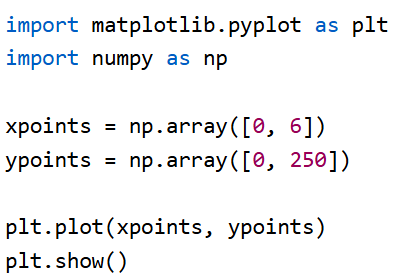 import matplotlib.pyplot as plt
import numpy as np
xpoints = np.array([0, 6])
ypoints = np.array([0, 250])
plt.plot(xpoints, ypoints)
plt.show()